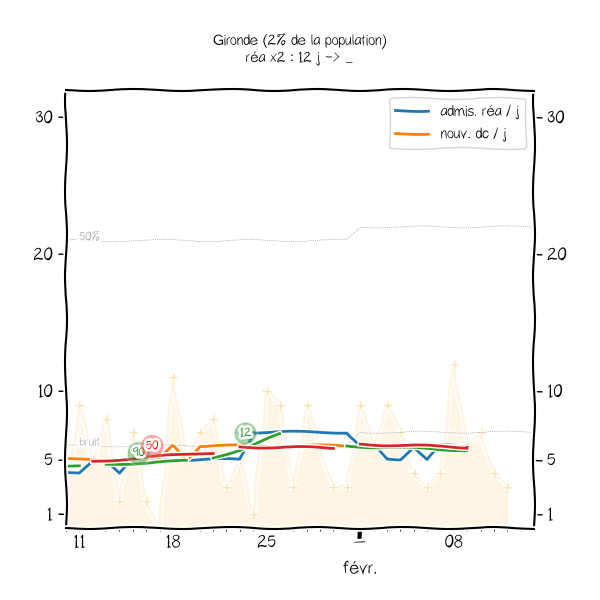 Gironde (2% de la population)
réa x2 : 12 j -> _
admis. réa / j
nouv. dc / j
30 30
50%
20 20
10 10
bruit
12
90 50
5 5
1 1
11 18 25 1 08
févr.